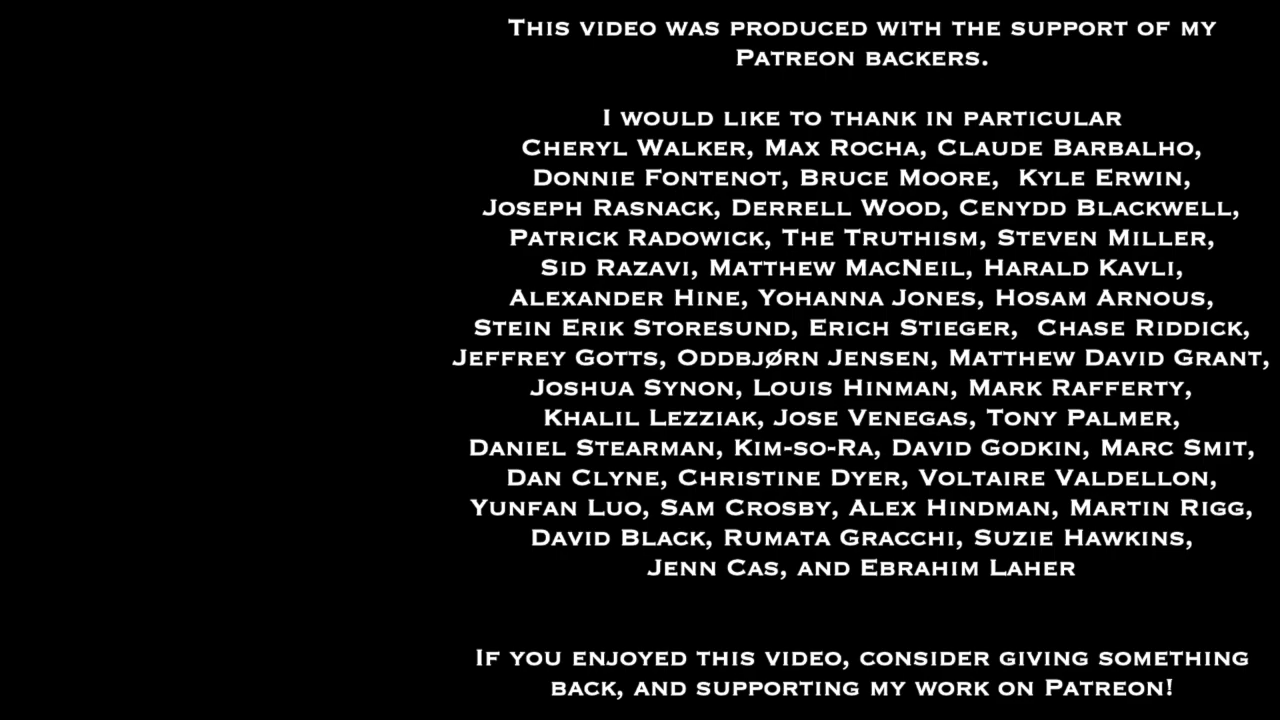 This video was produced with the support of my
Patreon backers.
I would like to thank in particular
Cheryl Walker, Max Rocha, Claude Barbalho,
Donnie Fontenot, Bruce Moore,  Kyle Erwin,
Joseph Rasnack, Derrell Wood, Cenydd Blackwell,
Patrick Radowick, The Truthism, Steven Miller,
Sid Razavi, Matthew MacNeil, Harald Kavli,
Alexander Hine, Yohanna Jones, Hosam Arnous,
Stein Erik Storesund, Erich Stieger,  Chase Riddick,
Jeffrey Gotts, Oddbjørn Jensen, Matthew David Grant,
Joshua Synon, Louis Hinman, Mark Rafferty,
Khalil Lezziak, Jose Venegas, Tony Palmer,
Daniel Stearman, Kim-so-Ra, David Godkin, Marc Smit,
Dan Clyne, Christine Dyer, Voltaire Valdellon,
Yunfan Luo, Sam Crosby, Alex Hindman, Martin Rigg,
David Black, Rumata Gracchi, Suzie Hawkins,
Jenn Cas, and Ebrahim Laher
If you enjoyed this video, consider giving something
back, and supporting my work on Patreon!